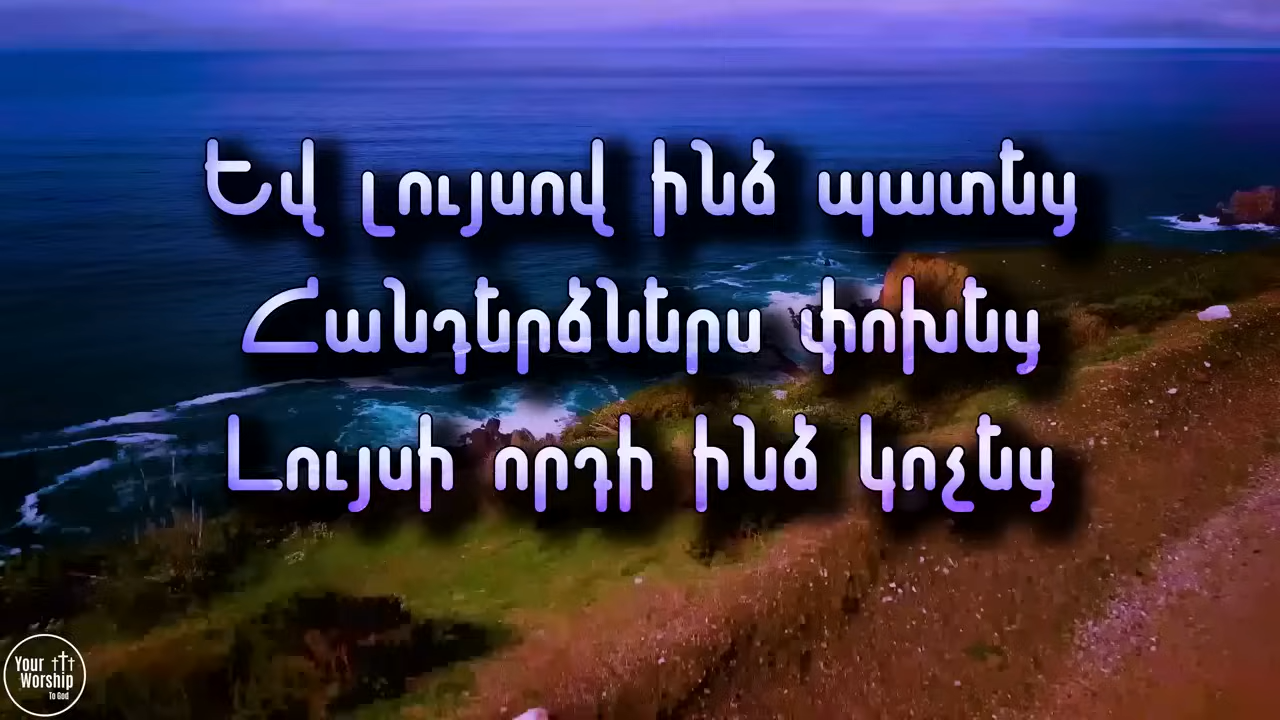 Եվ լույսով ինձ պատեց
Հանդերձներս փոխեց
Լույսի որդի ինձ կոչեց
Your
Worship
To God